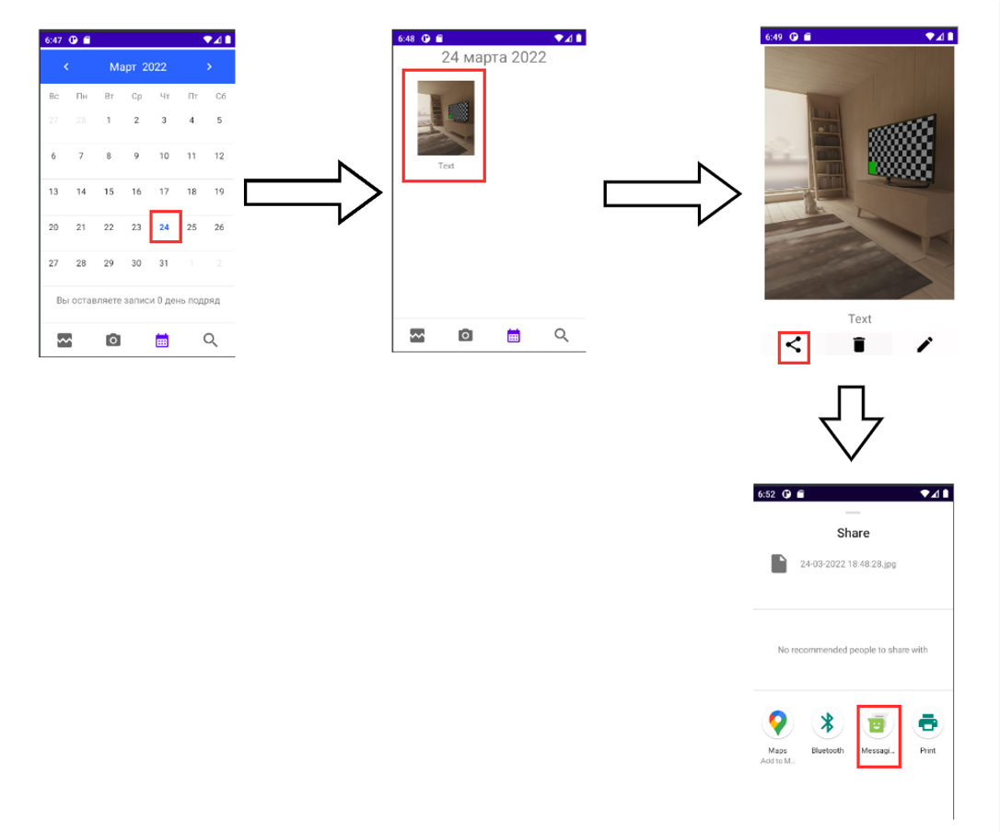 6:47
Март 2022
Вс Пн Вт Ср Чт Пт Сб
27 28 1 2 3 4 5
6 7 8 9 10 11 12
13 14 15 16 17 18 19
20 21 22 23 24 25 26
27 28 29 30 31 1 2
Вы оставляете записи 0 день подряд
6:48
24 марта 2022
Text
6:49
Text
6:52
Share
24-03-2022 18:48:28.jpg
No recommended people to share with
Maps
Add to M...
Bluetooth
Messagi...
Print